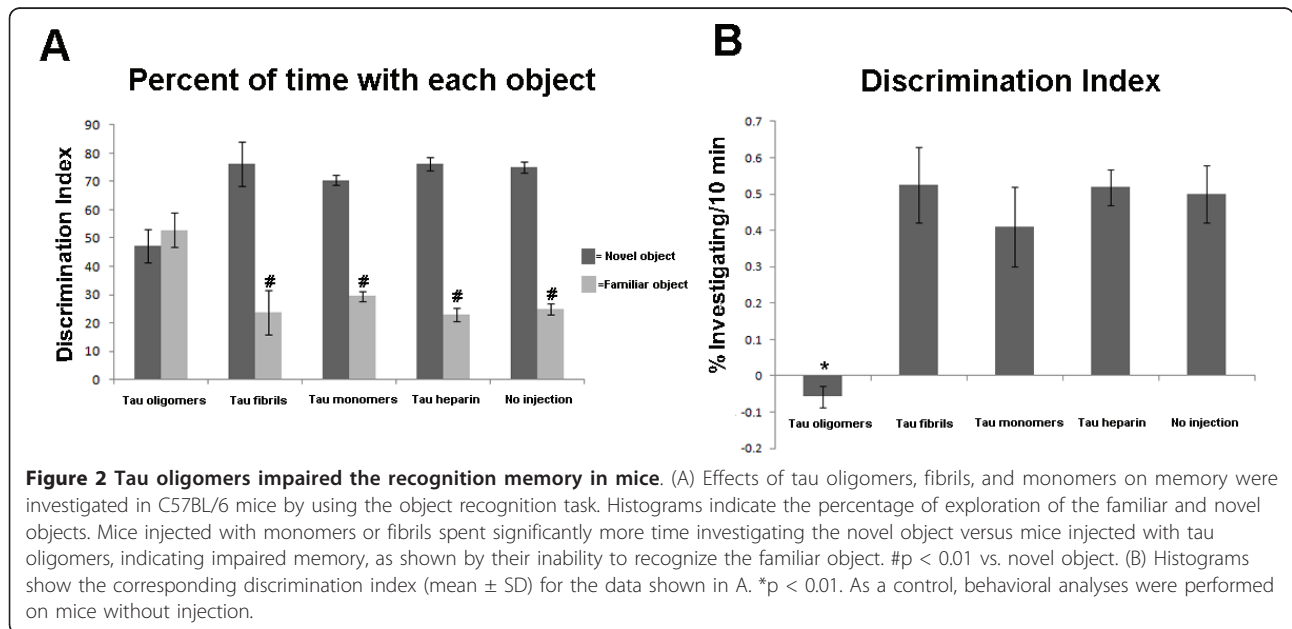 A
Percent of time with each object
Discrimination Index
90
80
70
60
50
40
30
20
10
0
#
#
#
#
Tau oligomers
Tau fibrils
Tau monomers
Tau heparin
No injection
= Novel object
=Familiar object
B
Discrimination Index
% Investigating/10 min
0.7
0.6
0.5
0.4
0.3
0.2
0.1
0
-0.1
-0.2
*
Tau oligomers
Tau fibrils
Tau monomers
Tau heparin
No injection
Figure 2 Tau oligomers impaired the recognition memory in mice. (A) Effects of tau oligomers, fibrils, and monomers on memory were
investigated in C57BL/6 mice by using the object recognition task. Histograms indicate the percentage of exploration of the familiar and novel
objects. Mice injected with monomers or fibrils spent significantly more time investigating the novel object versus mice injected with tau
oligomers, indicating impaired memory, as shown by their inability to recognize the familiar object. #p < 0.01 vs. novel object. (B) Histograms
show the corresponding discrimination index (mean ± SD) for the data shown in A. *p < 0.01. As a control, behavioral analyses were performed
on mice without injection.